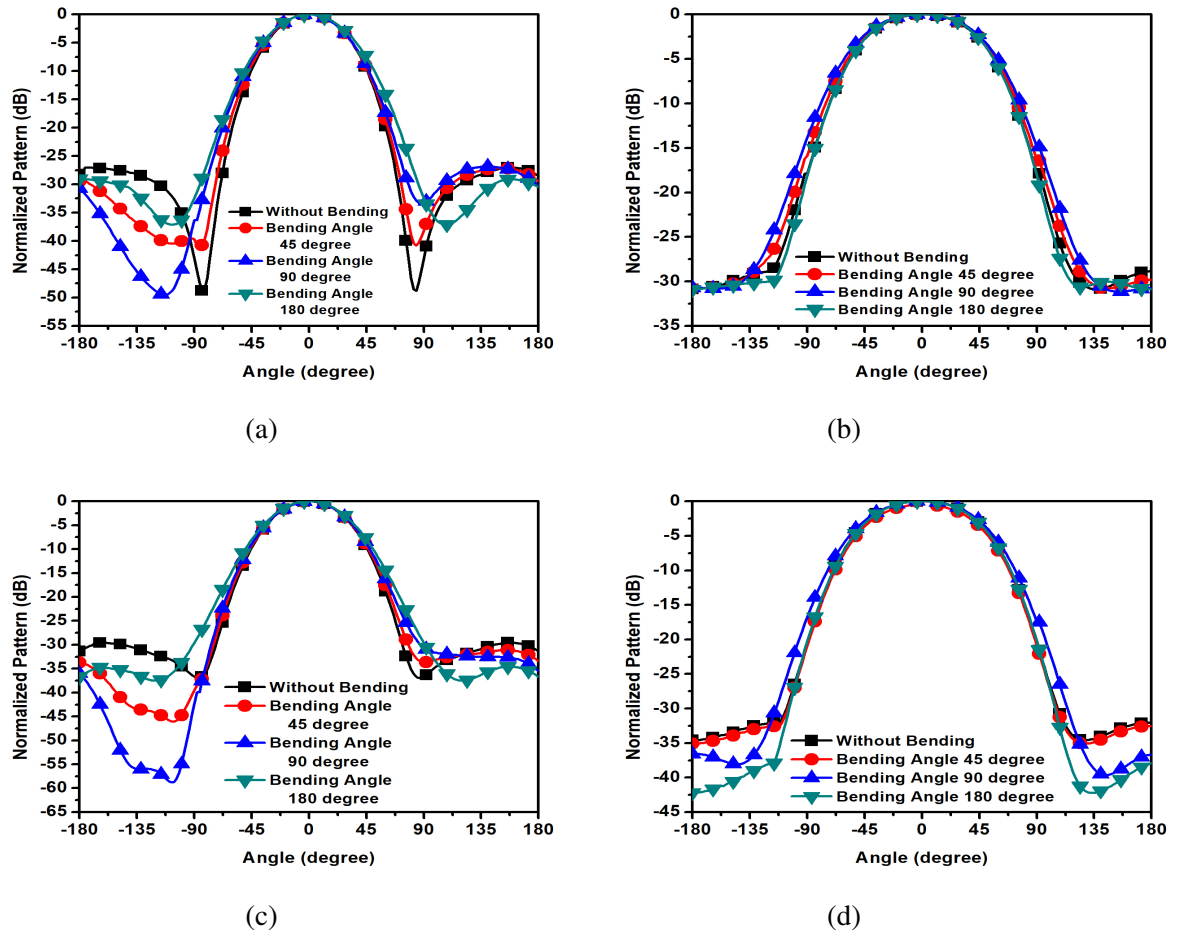 0
-5
-10
-15
-20
-25
-30
-35
-40
-45
-50
-55
Normalized Pattern (dB)
Without Bending
Bending Angle
45 degree
Bending Angle
90 degree
Bending Angle
180 degree
-180 -135 -90 -45 0 45 90 135 180
Angle (degree)
(a)
0
-5
-10
-15
-20
-25
-30
-35
Normalized Pattern (dB)
Without Bending
Bending Angle 45 degree
Bending Angle 90 degree
Bending Angle 180 degree
-180 -135 -90 -45 0 45 90 135 180
Angle (degree)
(b)
0
-5
-10
-15
-20
-25
-30
-35
-40
-45
-50
-55
-60
-65
Normalized Pattern (dB)
Without Bending
Bending Angle
45 degree
Bending Angle
90 degree
Bending Angle
180 degree
-180 -135 -90 -45 0 45 90 135 180
Angle (degree)
(c)
0
-5
-10
-15
-20
-25
-30
-35
-40
-45
Normalized Pattern (dB)
Without Bending
Bending Angle 45 degree
Bending Angle 90 degree
Bending Angle 180 degree
-180 -135 -90 -45 0 45 90 135 180
Angle (degree)
(d)